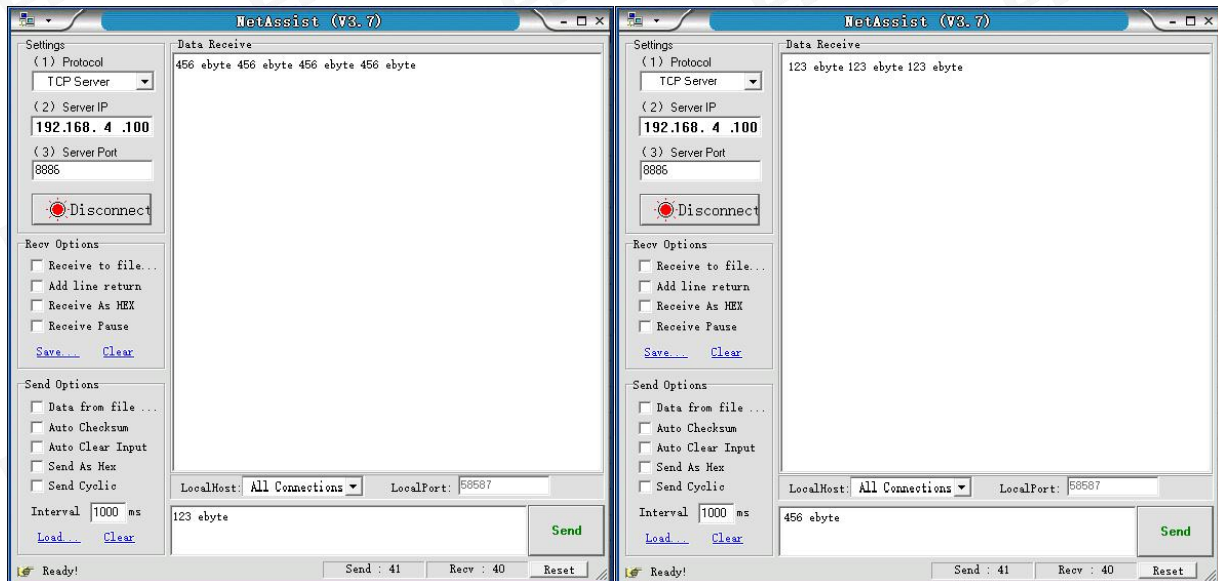 NetAssist (V3.7)
Settings
(1) Protocol
TCP Server
(2) Server IP
192.168. 4 .100
(3) Server Port
8886
Disconnect
Recv Options
Receive to file...
Add line return
Receive As HEX
Receive Pause
Save... Clear
Send Options
Data from file ...
Auto Checksum
Auto Clear Input
Send As Hex
Send Cyclic
Interval 1000 ms
Load... Clear
Data Receive
456 ebyte 456 ebyte 456 ebyte 456 ebyte
LocalHost: All Connections LocalPort: 58587
123 ebyte
Send
Ready! Send : 41 Recv : 40 Reset
NetAssist (V3.7)
Settings
(1) Protocol
TCP Server
(2) Server IP
192.168. 4 .100
(3) Server Port
8886
Disconnect
Recv Options
Receive to file...
Add line return
Receive As HEX
Receive Pause
Save... Clear
Send Options
Data from file ...
Auto Checksum
Auto Clear Input
Send As Hex
Send Cyclic
Interval 1000 ms
Load... Clear
Data Receive
123 ebyte 123 ebyte 123 ebyte
LocalHost: All Connections LocalPort: 58587
456 ebyte
Send
Ready! Send : 41 Recv : 40 Reset